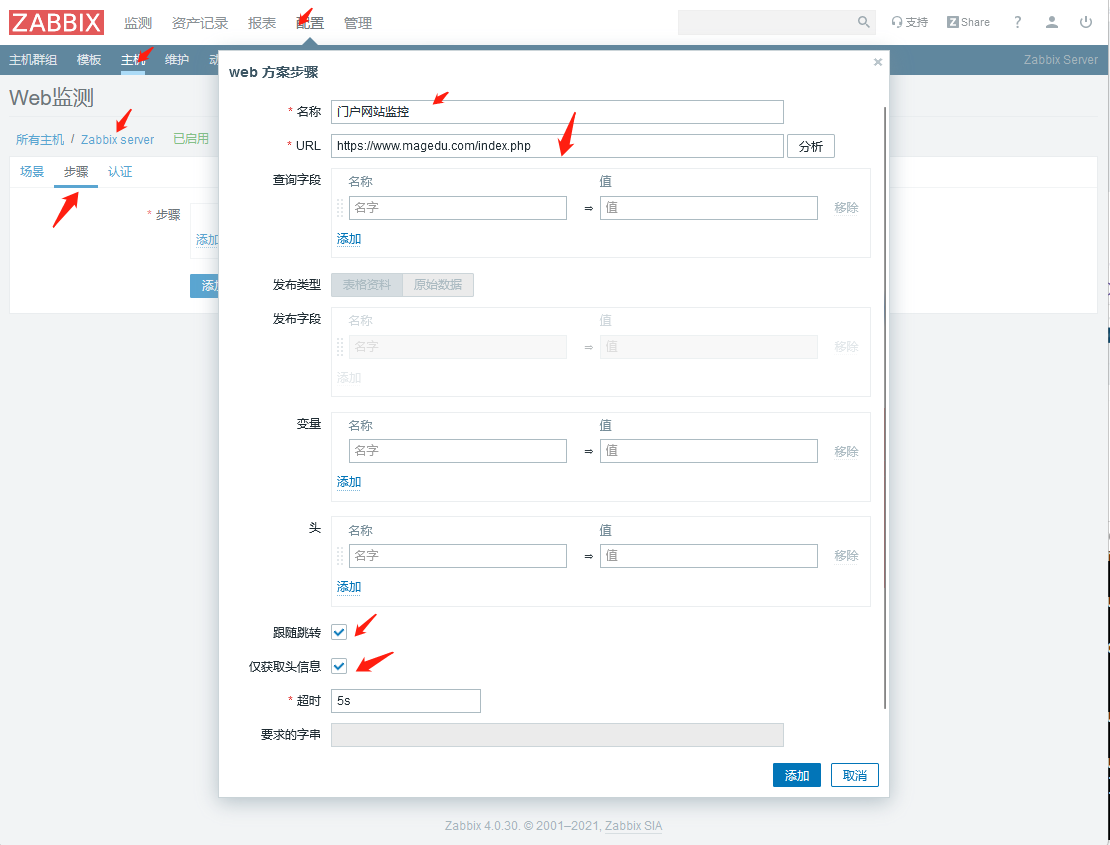 ZABBIX 监测 资产记录 报表 配置 管理 支持 Z Share ?
主机群组 模板 主机 维护 Zabbix Server
web 方案步骤
Web监测
* 名称 门户网站监控
所有主机 / Zabbix server 已启用
* URL https://www.magedu.com/index.php 分析
场景 步骤 认证
查询字段 名称 值
名字 ⇒ 值 移除
* 步骤
添加
添加
发布类型 表格资料 原始数据
发布字段 名称 值
名字 ⇒ 值 移除
添加
变量 名称 值
名字 ⇒ 值 移除
添加
头 名称 值
名字 ⇒ 值 移除
添加
跟随跳转
仅获取头信息
* 超时 5s
要求的字串
添加 取消
Zabbix 4.0.30. © 2001–2021, Zabbix SIA